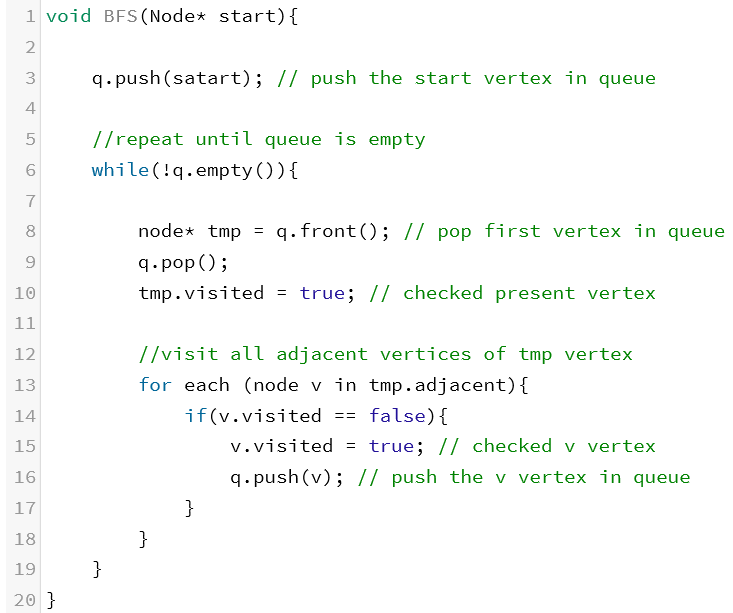 1 void BFS(Node* start){
2
3     q.push(satart); // push the start vertex in queue
4
5     //repeat until queue is empty
6     while(!q.empty()){
7
8         node* tmp = q.front(); // pop first vertex in queue
9         q.pop();
10         tmp.visited = true; // checked present vertex
11
12         //visit all adjacent vertices of tmp vertex
13         for each (node v in tmp.adjacent){
14             if(v.visited == false){
15                 v.visited = true; // checked v vertex
16                 q.push(v); // push the v vertex in queue
17             }
18         }
19     }
20 }